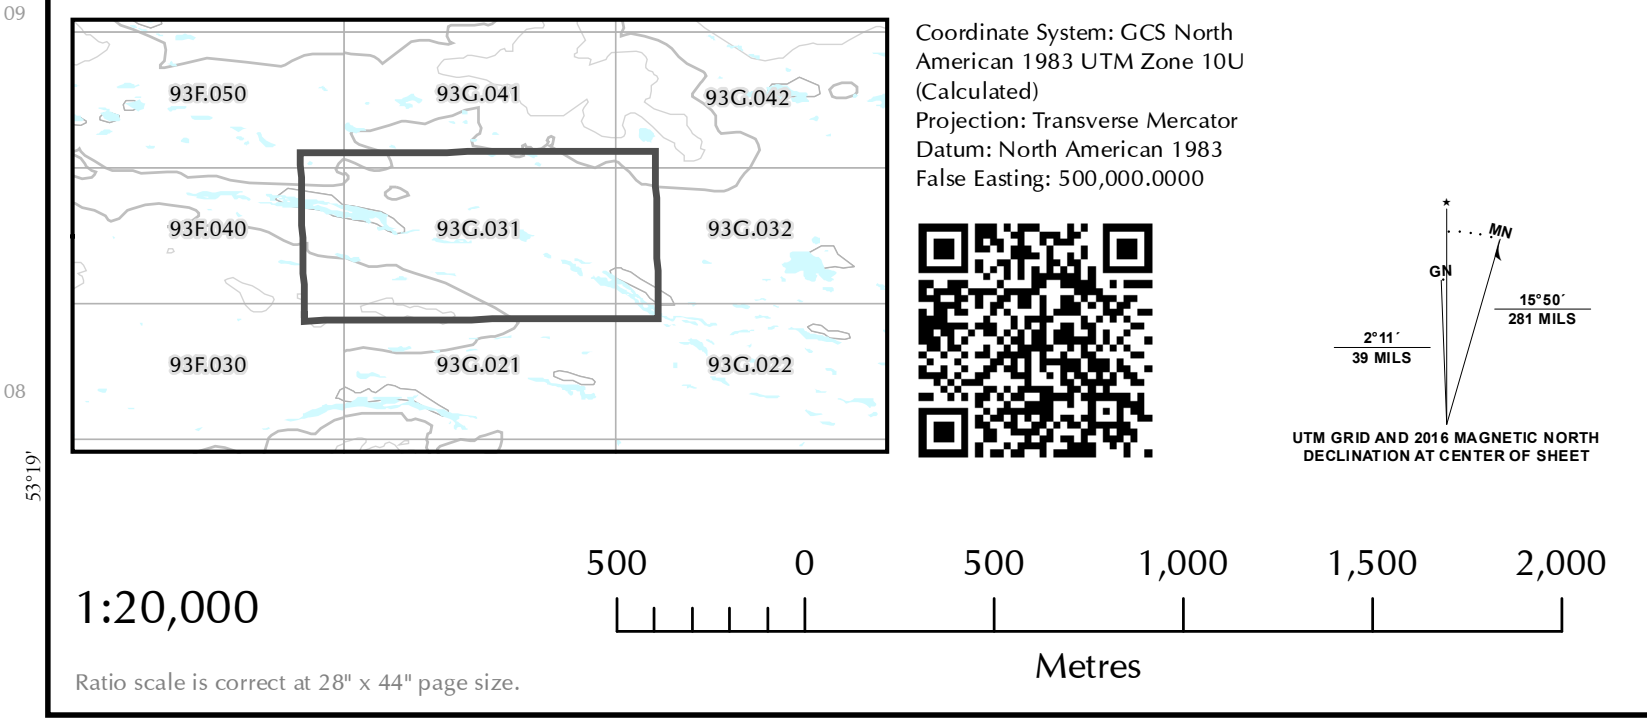 09
08
53°19'
93F.050
93G.041
93G.042
93F.040
93G.031
93G.032
93F.030
93G.021
93G.022
Coordinate System: GCS North
American 1983 UTM Zone 10U
(Calculated)
Projection: Transverse Mercator
Datum: North American 1983
False Easting: 500,000.0000
MN
GN
15°50´
281 MILS
2°11´
39 MILS
UTM GRID AND 2016 MAGNETIC NORTH
DECLINATION AT CENTER OF SHEET
500 0 500 1,000 1,500 2,000
1:20,000
Metres
Ratio scale is correct at 28" x 44" page size.